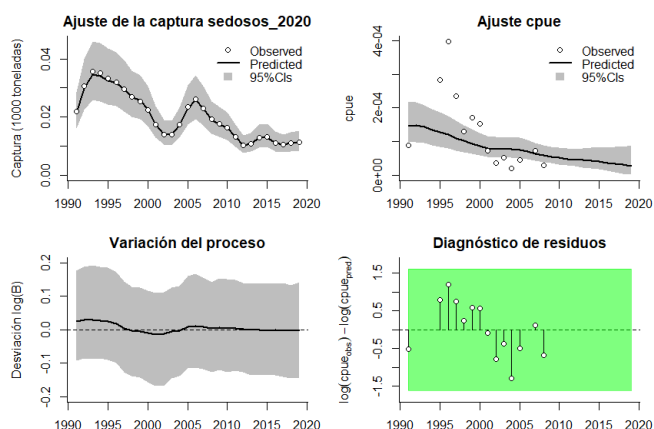 Ajuste de la captura sedosos_2020
Captura (1000 toneladas)
0.04
0.02
0.00
Observed
Predicted
95%CIs
1990 1995 2000 2005 2010 2015 2020
Ajuste cpue
cpue
4e-04
2e-04
0e+00
Observed
Predicted
95%CIs
1990 1995 2000 2005 2010 2015 2020
Variación del proceso
Desviación log(B)
0.2
0.1
0.0
-0.1
-0.2
1990 1995 2000 2005 2010 2015 2020
Diagnóstico de residuos
log(cpue_obs) − log(cpue_pred)
1.5
0.5
-0.5
-1.5
1990 1995 2000 2005 2010 2015 2020